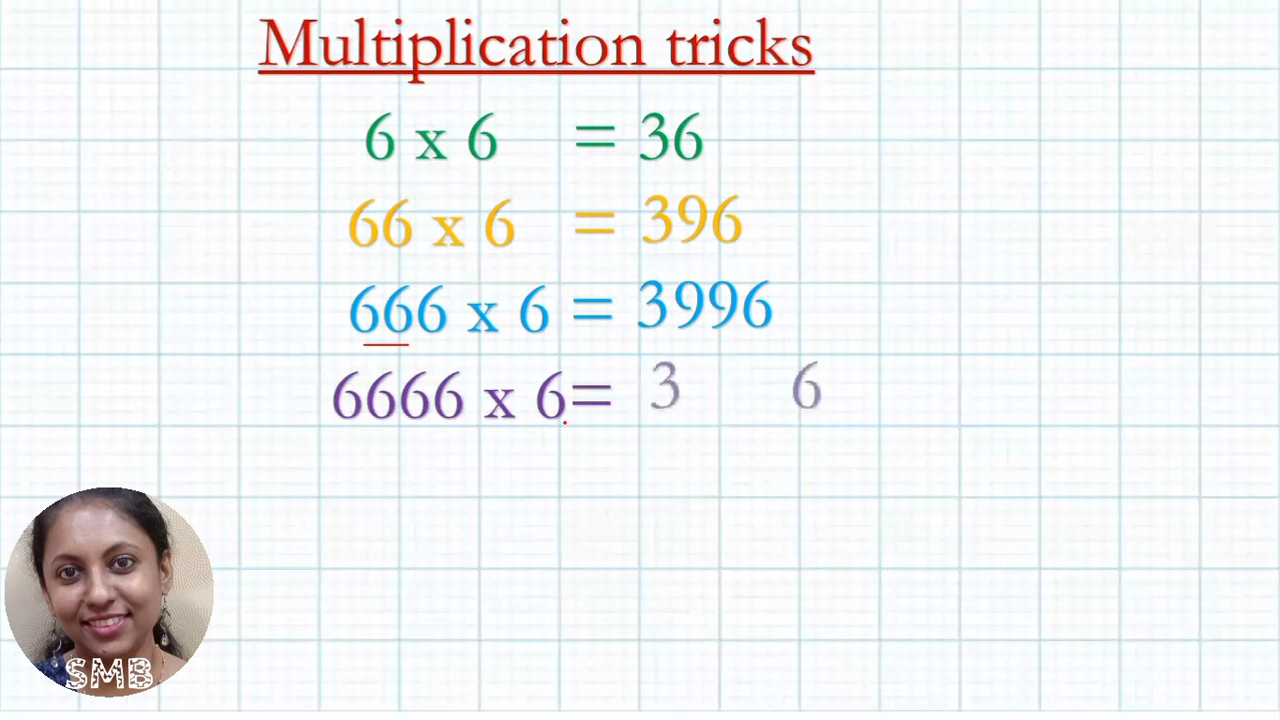 Multiplication tricks
6 x 6 = 36
66 x 6 = 396
666 x 6 = 3996
6666 x 6= 3 6
SMB